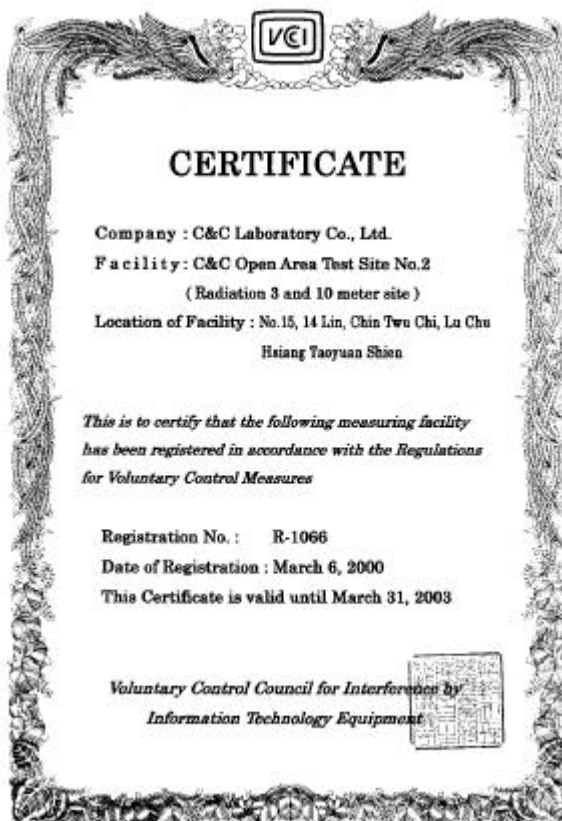 VCCI
CERTIFICATE
Company : C&C Laboratory Co., Ltd.
Facility : C&C Open Area Test Site No.2
( Radiation 3 and 10 meter site )
Location of Facility : No.15, 14 Lin, Chin Twu Chi, Lu Chu
Hsiang Taoyuan Shien
This is to certify that the following measuring facility
has been registered in accordance with the Regulations
for Voluntary Control Measures
Registration No. : R-1066
Date of Registration : March 6, 2000
This Certificate is valid until March 31, 2003
Voluntary Control Council for Interference by
Information Technology Equipment